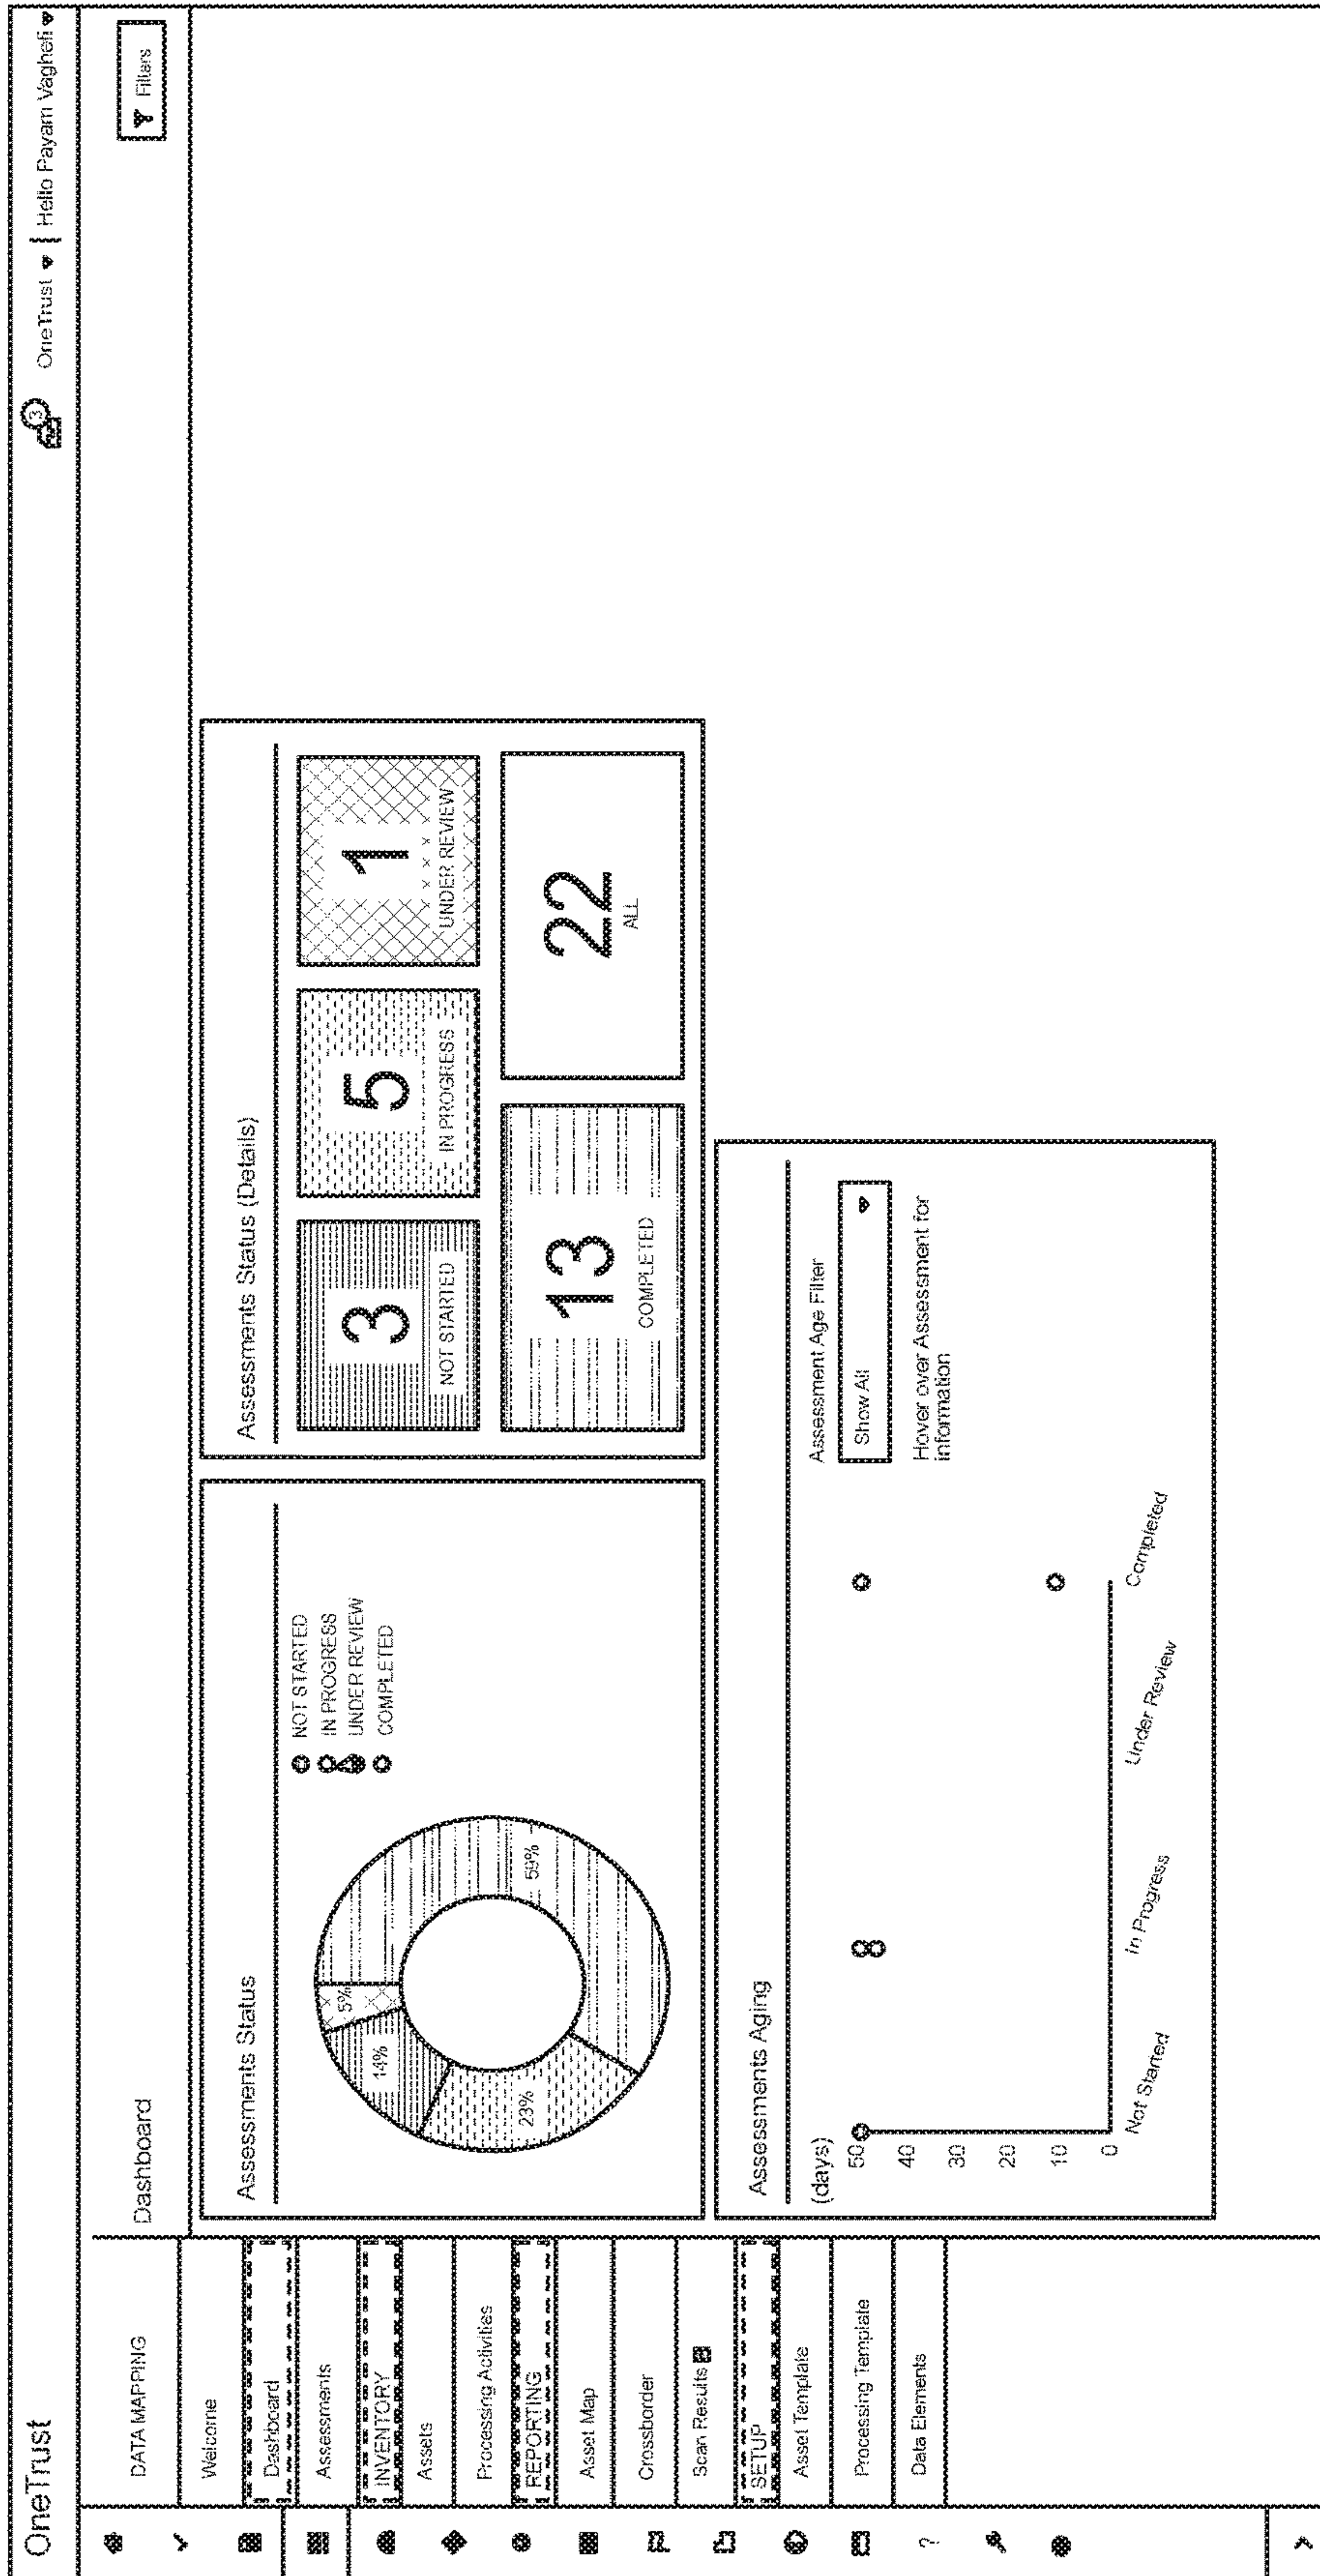 OneTrust
3
OneTrust | Hello Payam Vaghefi
DATA MAPPING
Welcome
Dashboard
Assessments
INVENTORY
Assets
Processing Activities
REPORTING
Asset Map
Crossborder
Scan Results
SETUP
Asset Template
Processing Template
Data Elements
?
Dashboard
Filters
Assessments Status
NOT STARTED
IN PROGRESS
UNDER REVIEW
COMPLETED
5%
14%
23%
59%
Assessments Status (Details)
3
NOT STARTED
5
IN PROGRESS
1
UNDER REVIEW
13
COMPLETED
22
ALL
Assessments Aging
(days)
50
40
30
20
10
0
Not Started
In Progress
Under Review
Completed
Assessment Age Filter
Show All
Hover over Assessment for
information